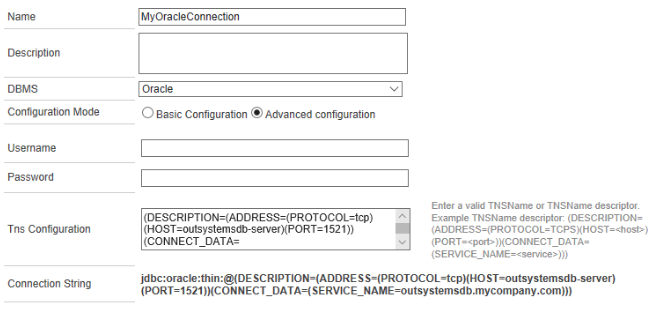 Name
MyOracleConnection
Description
DBMS
Oracle
Configuration Mode
Basic Configuration
Advanced configuration
Username
Password
Tns Configuration
(DESCRIPTION=(ADDRESS=(PROTOCOL=tcp)
(HOST=outsystemsdb-server)(PORT=1521))
(CONNECT_DATA=
Enter a valid TNSName or TNSName descriptor.
Example TNSName descriptor: (DESCRIPTION=
(ADDRESS=(PROTOCOL=TCPS)(HOST=<host>)
(PORT=<port>))(CONNECT_DATA=
(SERVICE_NAME=<service>)))
Connection String
jdbc:oracle:thin:@(DESCRIPTION=(ADDRESS=(PROTOCOL=tcp)(HOST=outsystemsdb-server)
(PORT=1521))(CONNECT_DATA=(SERVICE_NAME=outsystemsdb.mycompany.com)))